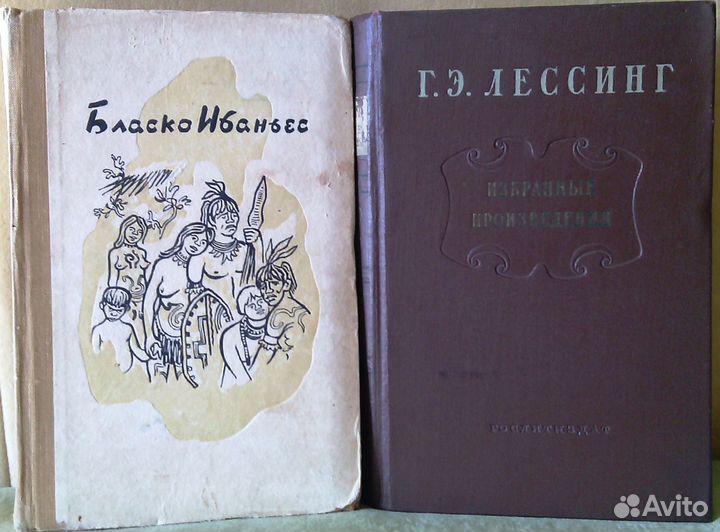 Бласко Ибаньес
Г.Э. ЛЕССИНГ
ИЗБРАННЫЕ
ПРОИЗВЕДЕНИЯ
Avito